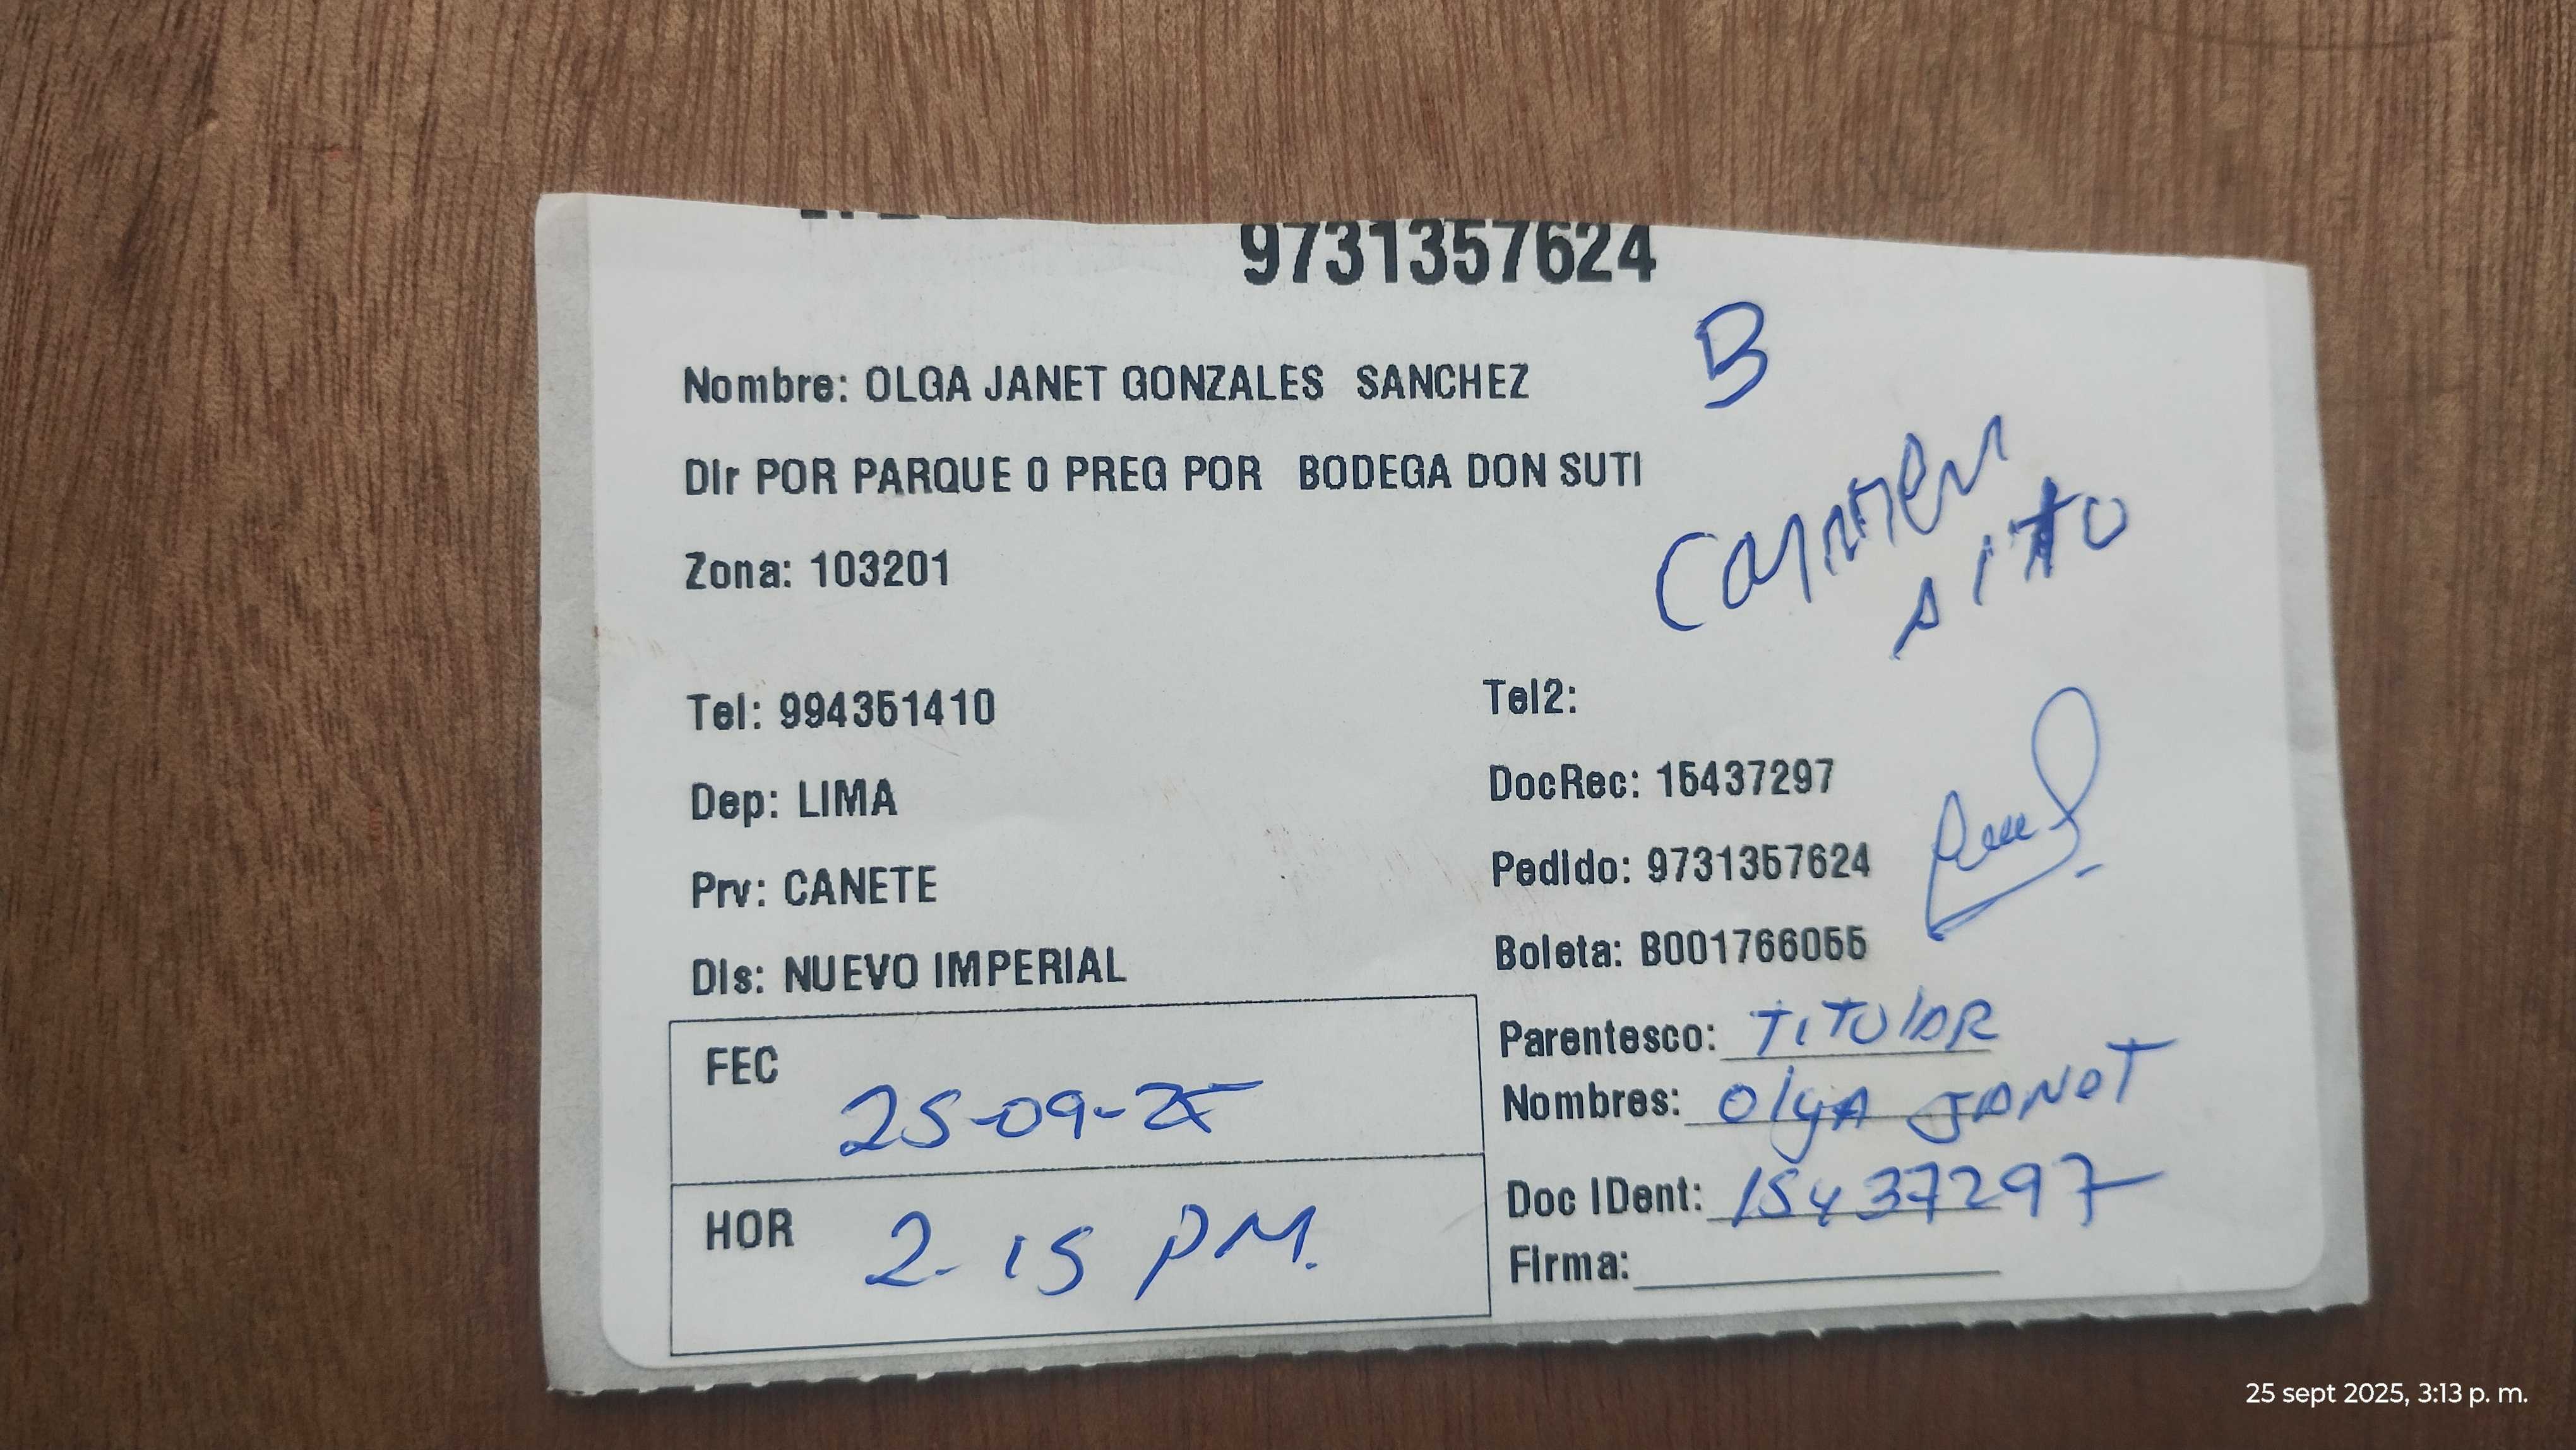 9731357624
B
Nombre: OLGA JANET GONZALES SANCHEZ
Dir POR PARQUE O PREG POR BODEGA DON SUTI
Carmen
sitto
Zona: 103201
Tel: 994351410
Tel2:
Dep: LIMA
DocRec: 15437297
Prv: CANETE
Pedido: 9731357624
Dis: NUEVO IMPERIAL
Boleta: B001766055
FEC 25-09-25
HOR 2.15 PM.
Parentesco: TITULAR
Nombres: Olga JANET
Doc IDent: 15437297
Firma:
25 sept 2025, 3:13 p. m.